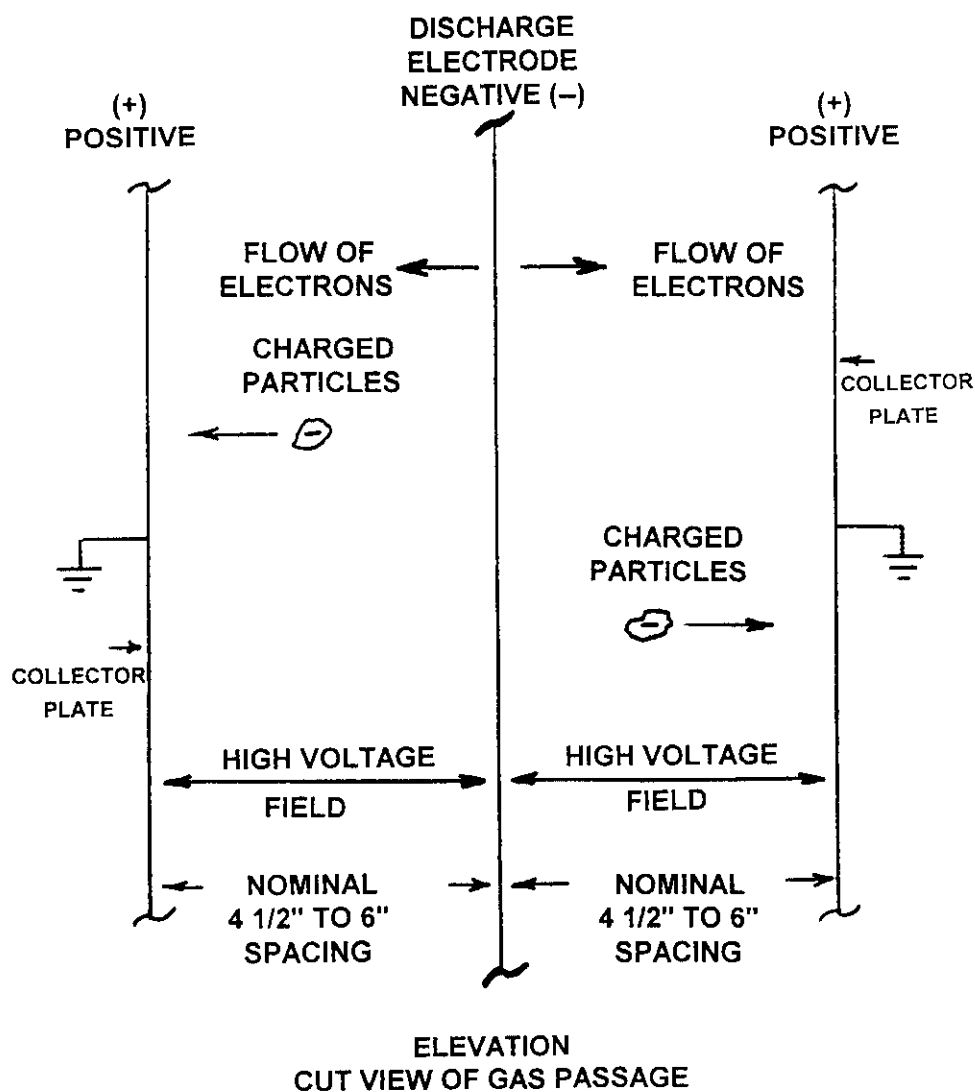 DISCHARGE
ELECTRODE
NEGATIVE (–)
(+)
POSITIVE
(+)
POSITIVE
FLOW OF
ELECTRONS
FLOW OF
ELECTRONS
CHARGED
PARTICLES
–
COLLECTOR
PLATE
CHARGED
PARTICLES
–
COLLECTOR
PLATE
HIGH VOLTAGE
FIELD
HIGH VOLTAGE
FIELD
NOMINAL
4 1/2" TO 6"
SPACING
NOMINAL
4 1/2" TO 6"
SPACING
ELEVATION
CUT VIEW OF GAS PASSAGE